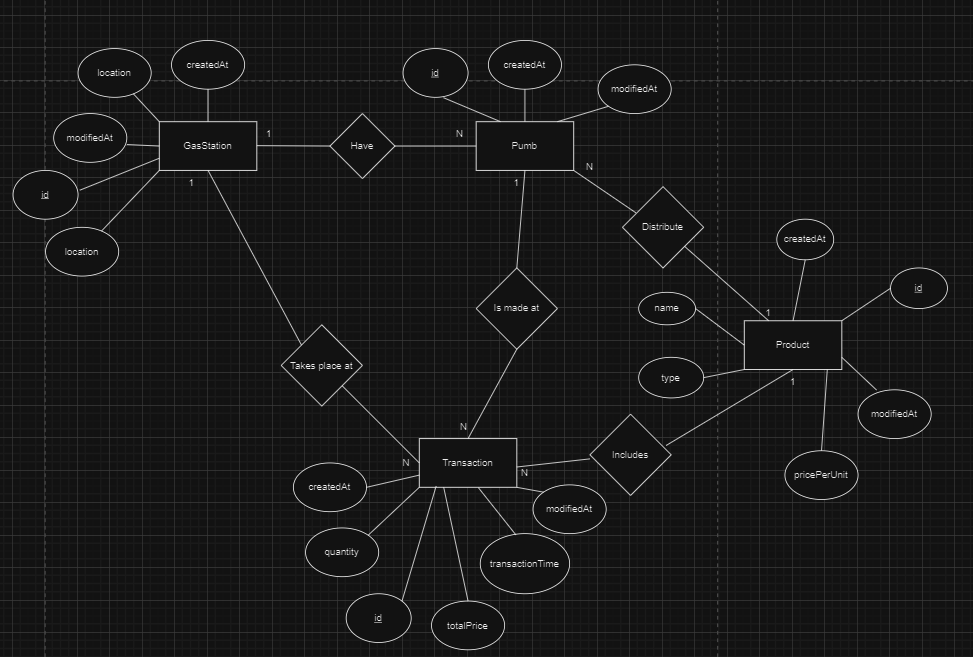 createdAt
location
id
createdAt
modifiedAt
modifiedAt
GasStation
1
Have
N
Pumb
id
1
1
N
location
Distribute
createdAt
id
name
Is made at
1
Product
Takes place at
type
1
modifiedAt
N
N
Transaction
N
Includes
pricePerUnit
createdAt
modifiedAt
quantity
transactionTime
id
totalPrice